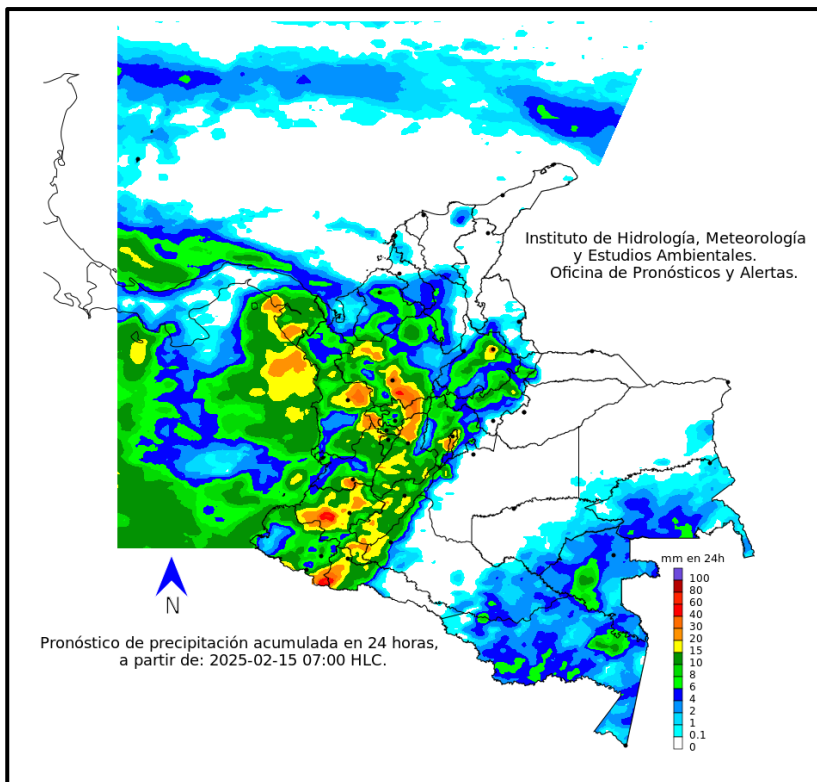 Instituto de Hidrología, Meteorología
y Estudios Ambientales.
Oficina de Pronósticos y Alertas.
mm en 24h
100
80
60
40
30
20
15
10
8
6
4
2
1
0.1
0
N
Pronóstico de precipitación acumulada en 24 horas,
a partir de: 2025-02-15 07:00 HLC.